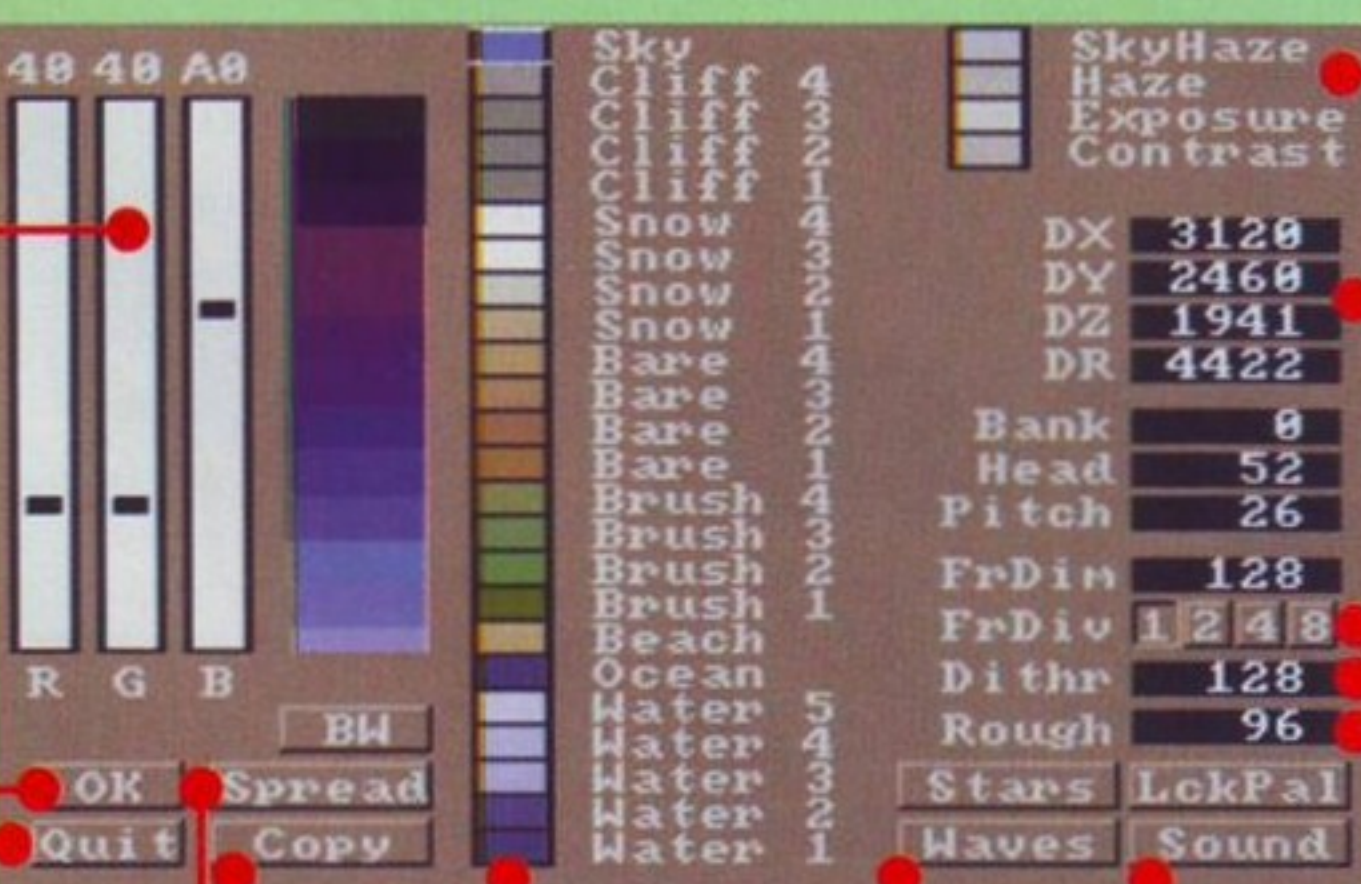 40 40 A0
R G B
BW
OK Spread
Quit Copy
Sky
Cliff 4
Cliff 3
Cliff 2
Cliff 1
Snow 4
Snow 3
Snow 2
Snow 1
Bare 4
Bare 3
Bare 2
Bare 1
Brush 4
Brush 3
Brush 2
Brush 1
Beach
Ocean
Water 5
Water 4
Water 3
Water 2
Water 1
SkyHaze
Haze
Exposure
Contrast
DX 3120
DY 2460
DZ 1941
DR 4422
Bank 0
Head 52
Pitch 26
FrDim 128
FrDiv 1 2 4 8
Dithr 128
Rough 96
Stars LckPal
Waves Sound